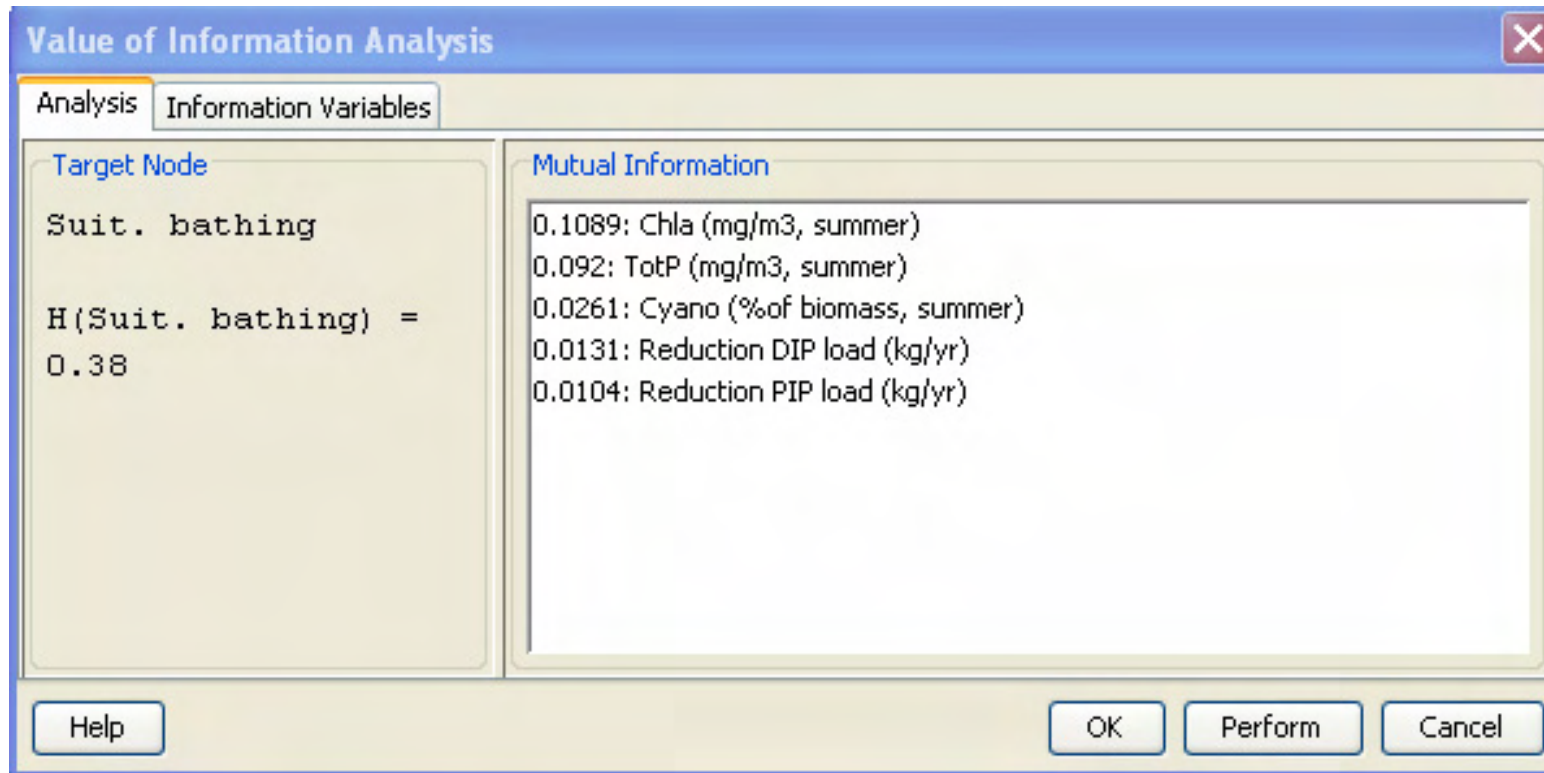 Value of Information Analysis
Analysis
Information Variables
Target Node
Suit. bathing
H(Suit. bathing) =
0.38
Mutual Information
0.1089: Chla (mg/m3, summer)
0.092: TotP (mg/m3, summer)
0.0261: Cyano (%of biomass, summer)
0.0131: Reduction DIP load (kg/yr)
0.0104: Reduction PIP load (kg/yr)
Help
OK
Perform
Cancel